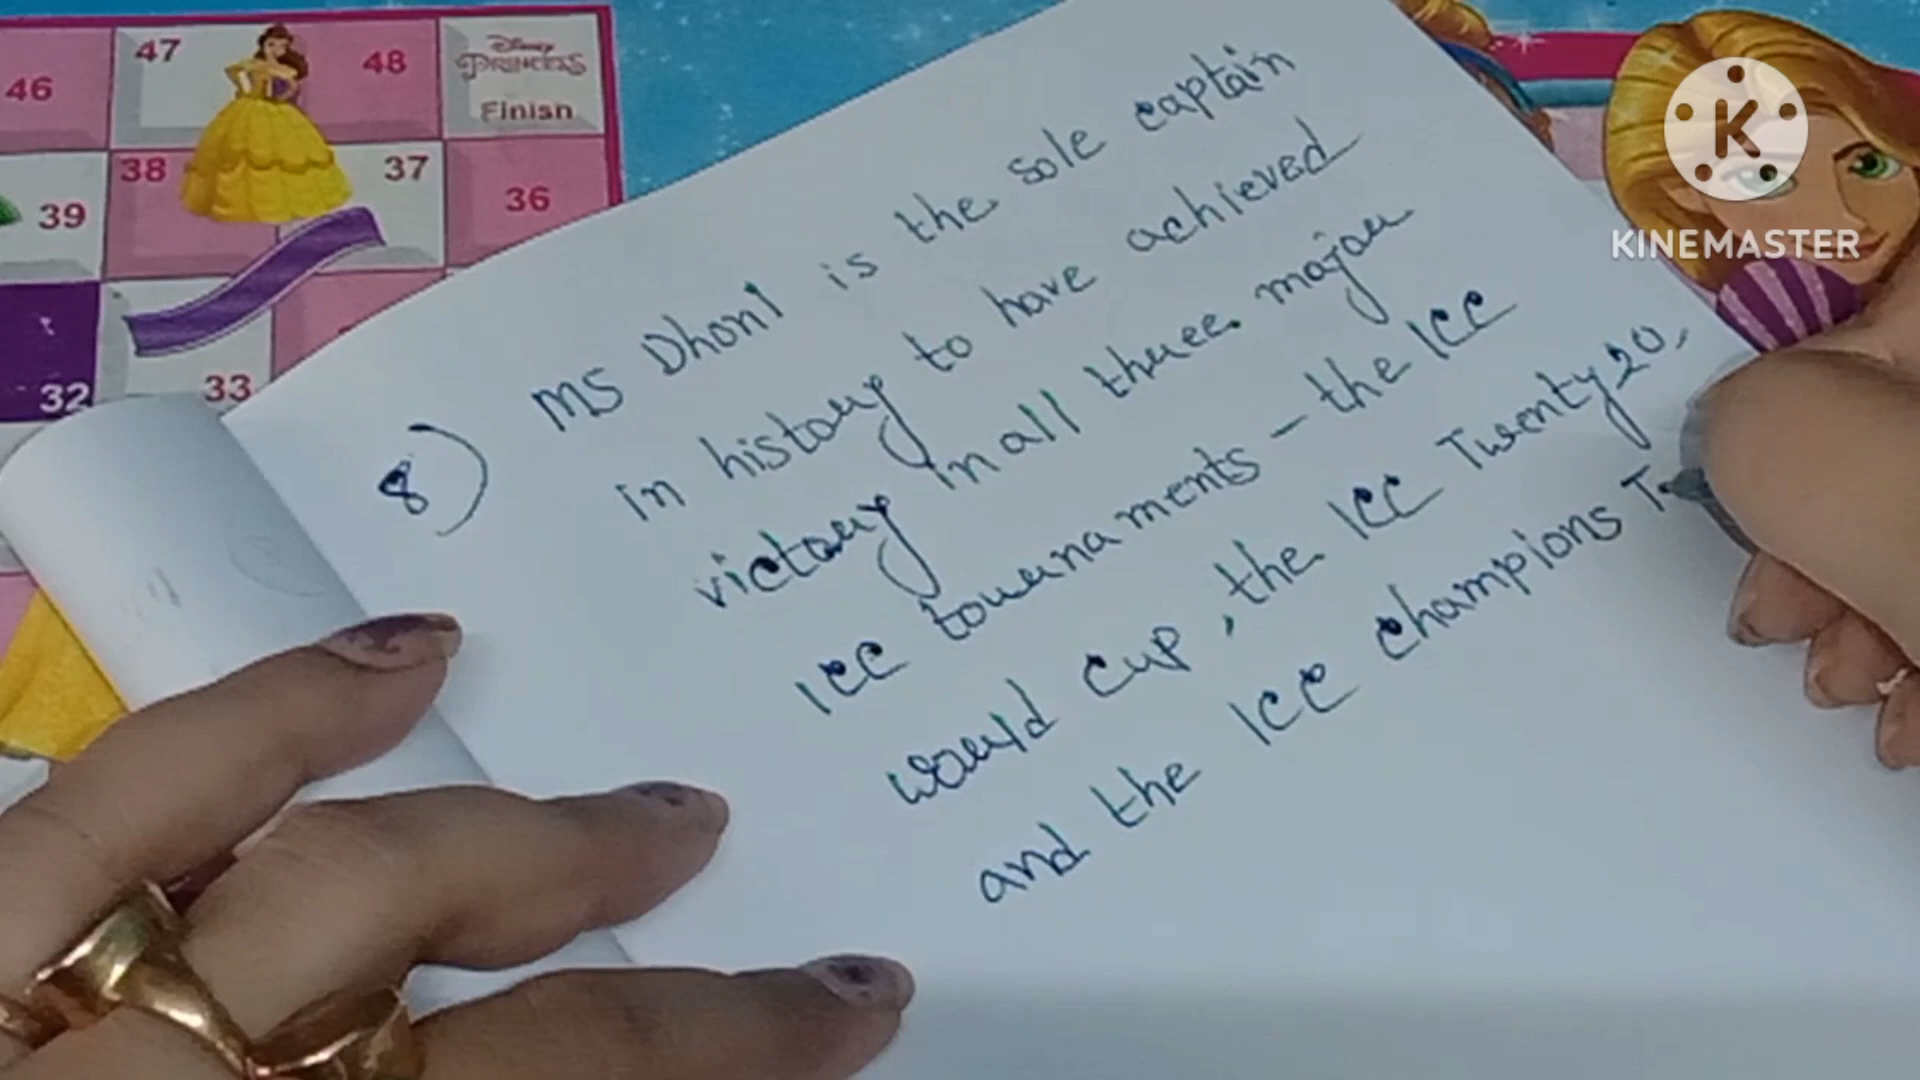 47
48
Disney
PRINCESS
Finish
46
38
37
39
36
32
33
KINEMASTER
8) MS Dhoni is the sole captain
in history to have achieved
victory in all three major
ICC tournaments - the ICC
World Cup, the ICC Twenty20,
and the ICC Champions T